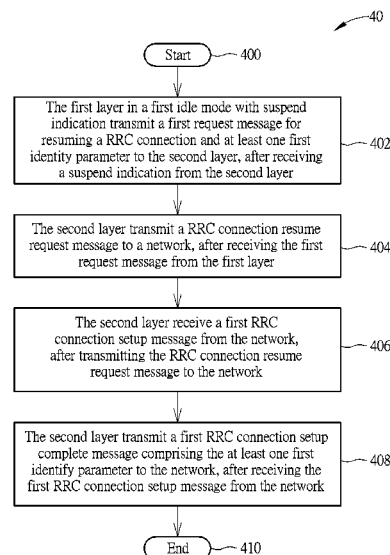 40
Start
400
The first layer in a first idle mode with suspend
indication transmit a first request message for
resuming a RRC connection and at least one first
identity parameter to the second layer, after receiving
a suspend indication from the second layer
402
The second layer transmit a RRC connection resume
request message to a network, after receiving the first
request message from the first layer
404
The second layer receive a first RRC
connection setup message from the network,
after transmitting the RRC connection resume
request message to the network
406
The second layer transmit a first RRC connection setup
complete message comprising the at least one first
identify parameter to the network, after receiving the
first RRC connection setup message from the network
408
End
410